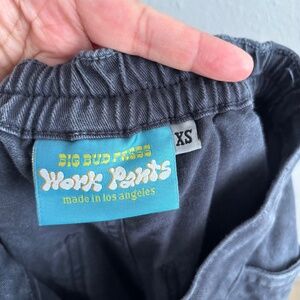 BIG BUD PRESS
Work Pants
made in los angeles
XS